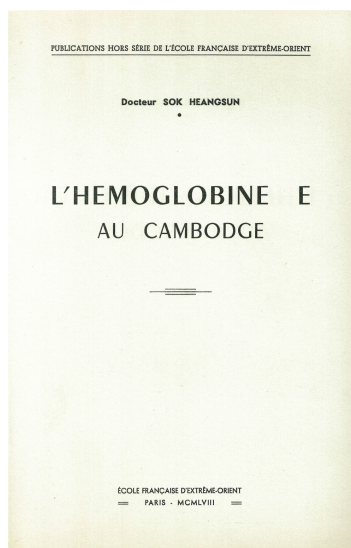 PUBLICATIONS HORS SÉRIE DE L'ÉCOLE FRANÇAISE D'EXTRÊME-ORIENT
Docteur SOK HEANGSUN
L'HEMOGLOBINE E
AU CAMBODGE
ÉCOLE FRANÇAISE D'EXTRÊME-ORIENT
PARIS - MCMLVIII